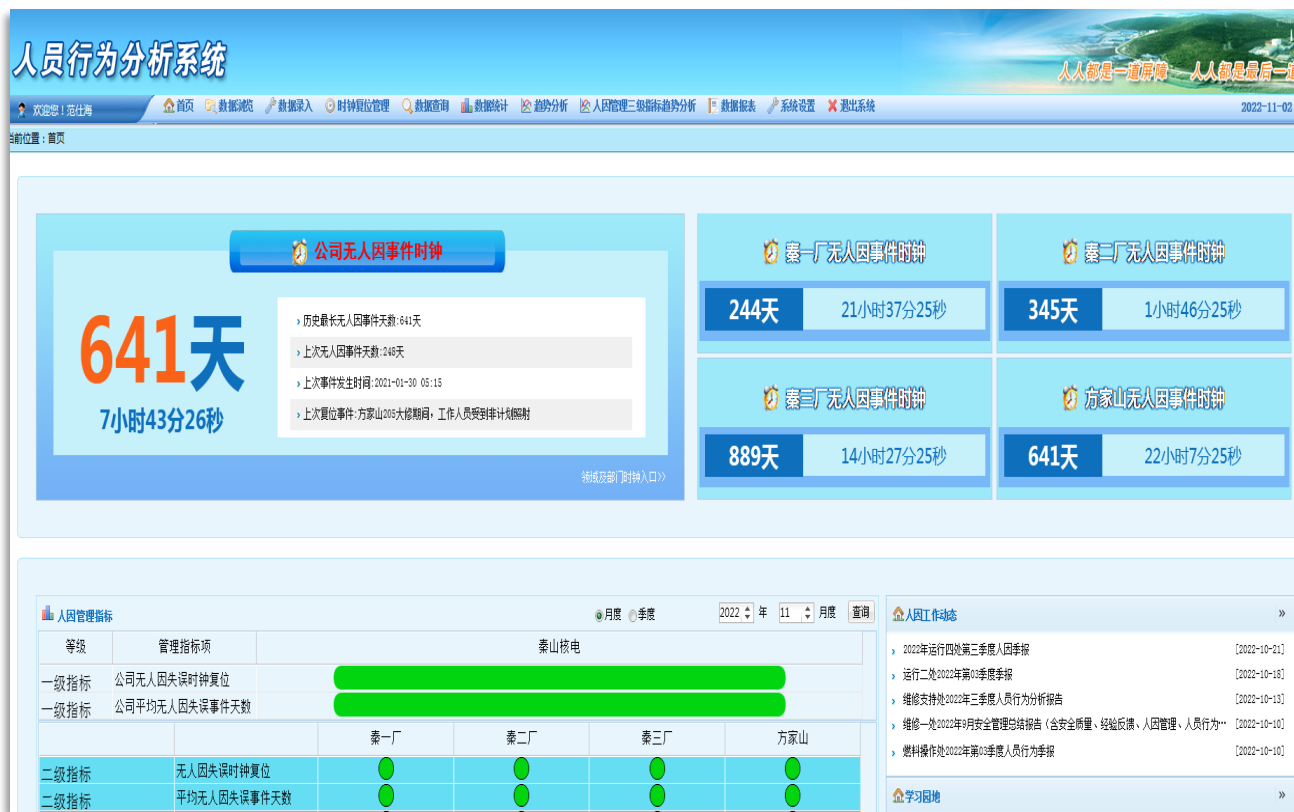 人员行为分析系统
人人都是一道屏障 人人都是最后一道
欢迎您！范仕海
首页 数据浏览 数据录入 时钟复位管理 数据查询 数据统计 趋势分析 人因管理三级指标趋势分析 数据报表 系统设置 退出系统
2022-11-02
当前位置：首页
公司无人因事件时钟
641天
7小时43分26秒
› 历史最长无人因事件天数:641天
› 上次无人因事件天数:248天
› 上次事件发生时间:2021-01-30 05:15
› 上次复位事件:方家山205大修期间，工作人员受到非计划照射
领域及部门时钟入口>>
秦一厂无人因事件时钟
244天 21小时37分25秒
秦二厂无人因事件时钟
345天 1小时46分25秒
秦三厂无人因事件时钟
889天 14小时27分25秒
方家山无人因事件时钟
641天 22小时7分25秒
人因管理指标
月度 季度 2022 年 11 月度 查询
等级 管理指标项 秦山核电
一级指标 公司无人因失误时钟复位
一级指标 公司平均无人因失误事件天数
秦一厂 秦二厂 秦三厂 方家山
二级指标 无人因失误时钟复位
二级指标 平均无人因失误事件天数
人因工作动态 »
› 2022年运行四处第三季度人因季报 [2022-10-21]
› 运行二处2022年第03季度季报 [2022-10-18]
› 维修支持处2022年三季度人员行为分析报告 [2022-10-13]
› 维修一处2022年9月安全管理总结报告（含安全质量、经验反馈、人因管理、人员行为… [2022-10-10]
› 燃料操作处2022年第03季度人员行为季报 [2022-10-10]
学习园地 »